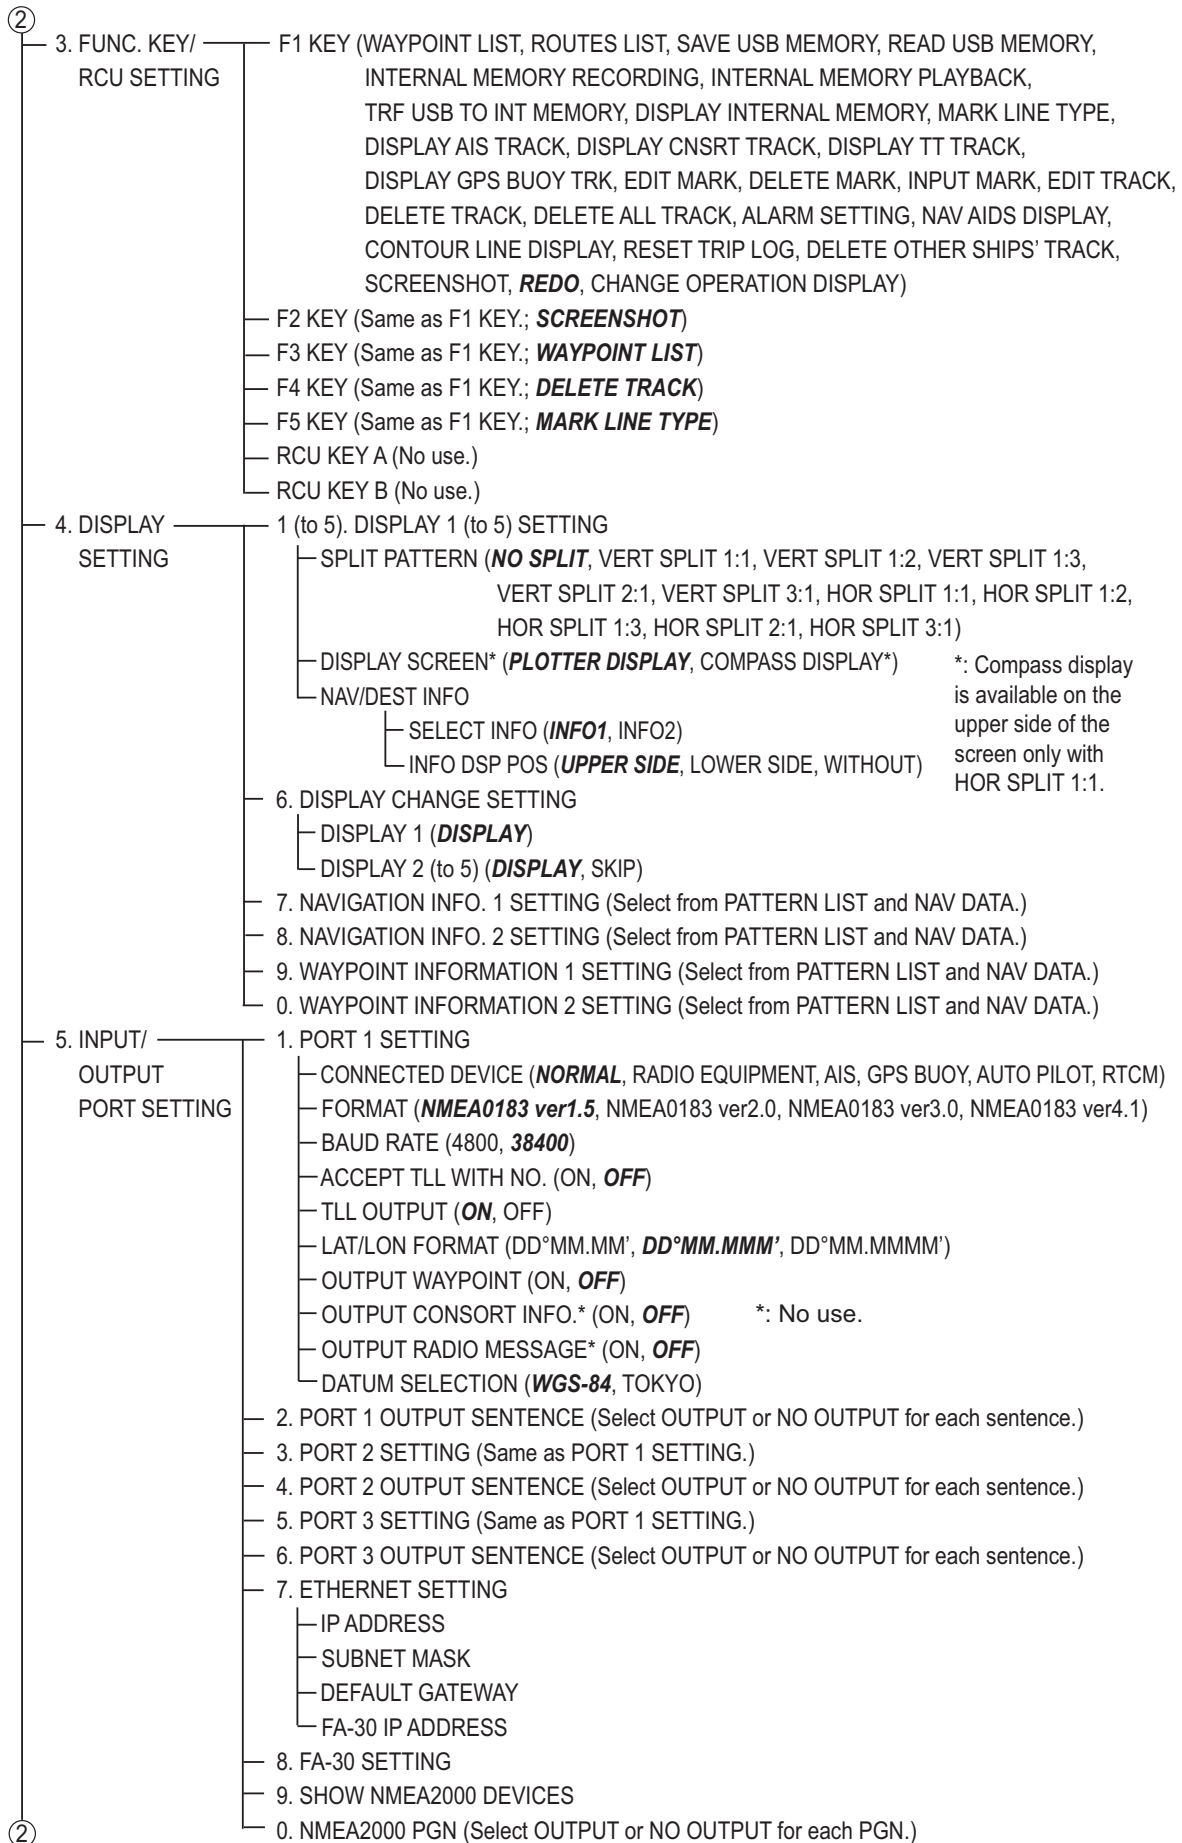 2
3. FUNC. KEY/ F1 KEY (WAYPOINT LIST, ROUTES LIST, SAVE USB MEMORY, READ USB MEMORY,
RCU SETTING INTERNAL MEMORY RECORDING, INTERNAL MEMORY PLAYBACK,
TRF USB TO INT MEMORY, DISPLAY INTERNAL MEMORY, MARK LINE TYPE,
DISPLAY AIS TRACK, DISPLAY CNSRT TRACK, DISPLAY TT TRACK,
DISPLAY GPS BUOY TRK, EDIT MARK, DELETE MARK, INPUT MARK, EDIT TRACK,
DELETE TRACK, DELETE ALL TRACK, ALARM SETTING, NAV AIDS DISPLAY,
CONTOUR LINE DISPLAY, RESET TRIP LOG, DELETE OTHER SHIPS’ TRACK,
SCREENSHOT, REDO, CHANGE OPERATION DISPLAY)
F2 KEY (Same as F1 KEY.; SCREENSHOT)
F3 KEY (Same as F1 KEY.; WAYPOINT LIST)
F4 KEY (Same as F1 KEY.; DELETE TRACK)
F5 KEY (Same as F1 KEY.; MARK LINE TYPE)
RCU KEY A (No use.)
RCU KEY B (No use.)
4. DISPLAY 1 (to 5). DISPLAY 1 (to 5) SETTING
SETTING SPLIT PATTERN (NO SPLIT, VERT SPLIT 1:1, VERT SPLIT 1:2, VERT SPLIT 1:3,
VERT SPLIT 2:1, VERT SPLIT 3:1, HOR SPLIT 1:1, HOR SPLIT 1:2,
HOR SPLIT 1:3, HOR SPLIT 2:1, HOR SPLIT 3:1)
DISPLAY SCREEN* (PLOTTER DISPLAY, COMPASS DISPLAY*)
*: Compass display
is available on the
upper side of the
screen only with
HOR SPLIT 1:1.
NAV/DEST INFO
SELECT INFO (INFO1, INFO2)
INFO DSP POS (UPPER SIDE, LOWER SIDE, WITHOUT)
6. DISPLAY CHANGE SETTING
DISPLAY 1 (DISPLAY)
DISPLAY 2 (to 5) (DISPLAY, SKIP)
7. NAVIGATION INFO. 1 SETTING (Select from PATTERN LIST and NAV DATA.)
8. NAVIGATION INFO. 2 SETTING (Select from PATTERN LIST and NAV DATA.)
9. WAYPOINT INFORMATION 1 SETTING (Select from PATTERN LIST and NAV DATA.)
0. WAYPOINT INFORMATION 2 SETTING (Select from PATTERN LIST and NAV DATA.)
5. INPUT/ 1. PORT 1 SETTING
OUTPUT CONNECTED DEVICE (NORMAL, RADIO EQUIPMENT, AIS, GPS BUOY, AUTO PILOT, RTCM)
PORT SETTING FORMAT (NMEA0183 ver1.5, NMEA0183 ver2.0, NMEA0183 ver3.0, NMEA0183 ver4.1)
BAUD RATE (4800, 38400)
ACCEPT TLL WITH NO. (ON, OFF)
TLL OUTPUT (ON, OFF)
LAT/LON FORMAT (DD°MM.MM’, DD°MM.MMM’, DD°MM.MMMM’)
OUTPUT WAYPOINT (ON, OFF)
OUTPUT CONSORT INFO.* (ON, OFF) *: No use.
OUTPUT RADIO MESSAGE* (ON, OFF)
DATUM SELECTION (WGS-84, TOKYO)
2. PORT 1 OUTPUT SENTENCE (Select OUTPUT or NO OUTPUT for each sentence.)
3. PORT 2 SETTING (Same as PORT 1 SETTING.)
4. PORT 2 OUTPUT SENTENCE (Select OUTPUT or NO OUTPUT for each sentence.)
5. PORT 3 SETTING (Same as PORT 1 SETTING.)
6. PORT 3 OUTPUT SENTENCE (Select OUTPUT or NO OUTPUT for each sentence.)
7. ETHERNET SETTING
IP ADDRESS
SUBNET MASK
DEFAULT GATEWAY
FA-30 IP ADDRESS
8. FA-30 SETTING
9. SHOW NMEA2000 DEVICES
0. NMEA2000 PGN (Select OUTPUT or NO OUTPUT for each PGN.)
2